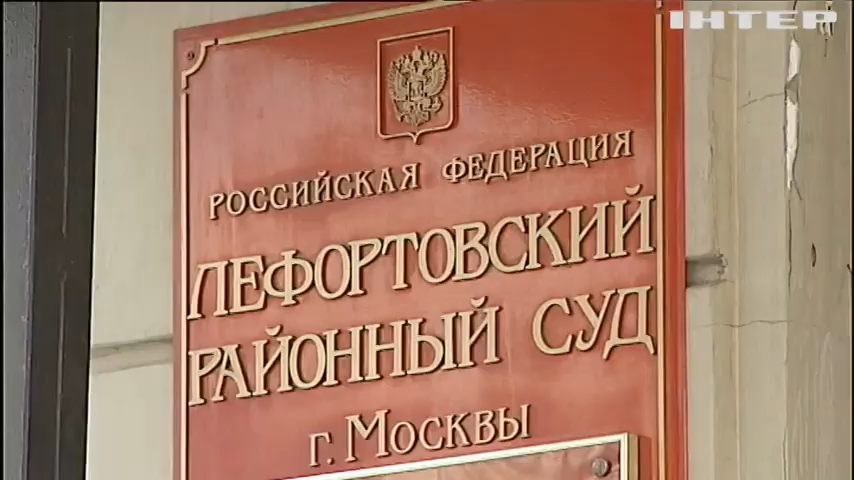 ІНТЕР
РОССИЙСКАЯ ФЕДЕРАЦИЯ
ЛЕФОРТОВСКИЙ
РАЙОННЫЙ СУД
г. Москвы